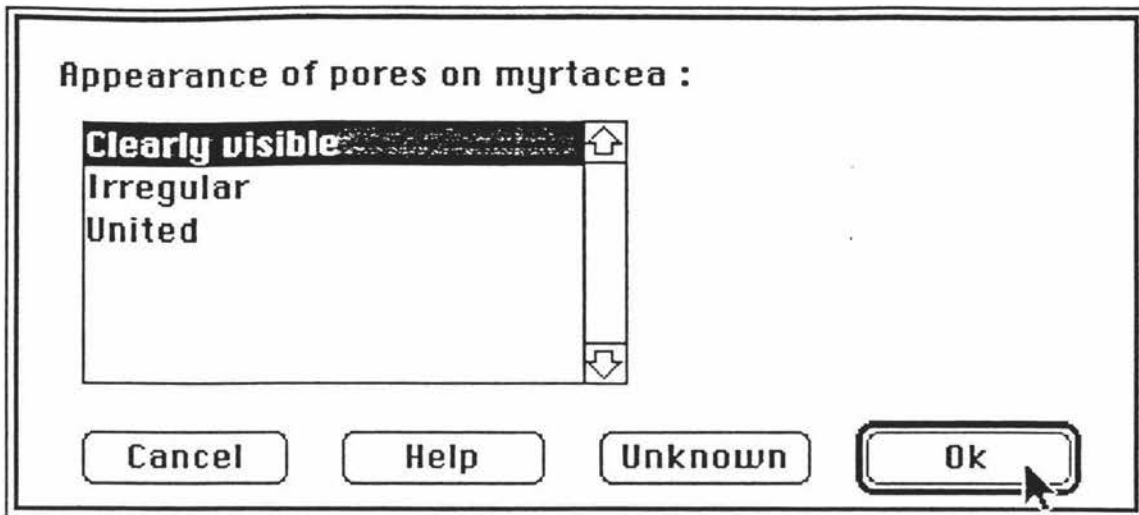 Appearance of pores on myrtacea :
Clearly visible
Irregular
United
Cancel Help Unknown Ok